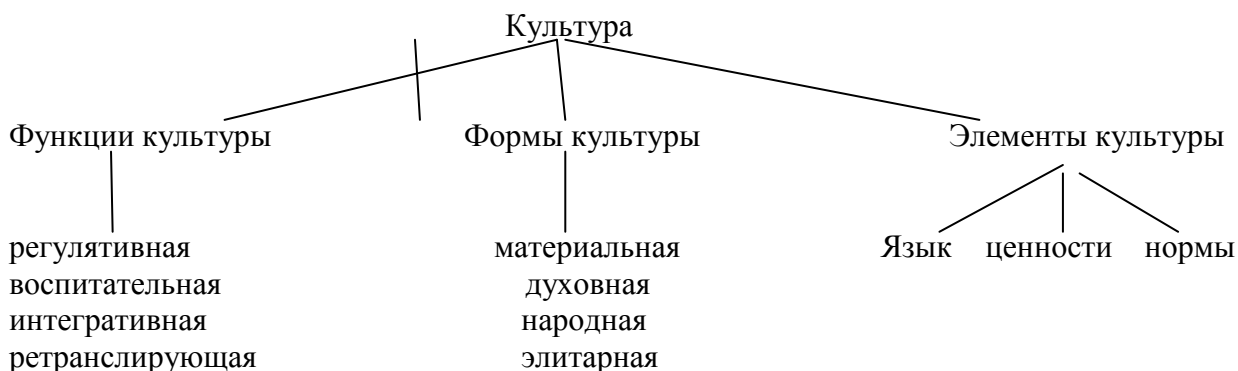 Культура
Функции культуры Формы культуры Элементы культуры
регулятивная материальная Язык ценности нормы
воспитательная духовная
интегративная народная
ретранслирующая элитарная